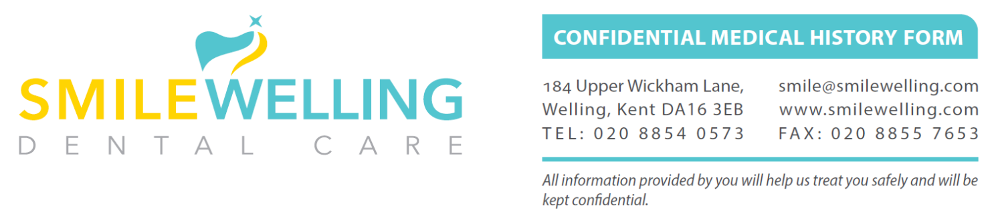 SMILEWELLING
DENTAL CARE
CONFIDENTIAL MEDICAL HISTORY FORM
184 Upper Wickham Lane,
Welling, Kent DA16 3EB
TEL: 020 8854 0573
smile@smilewelling.com
www.smilewelling.com
FAX: 020 8855 7653
All information provided by you will help us treat you safely and will be
kept confidential.